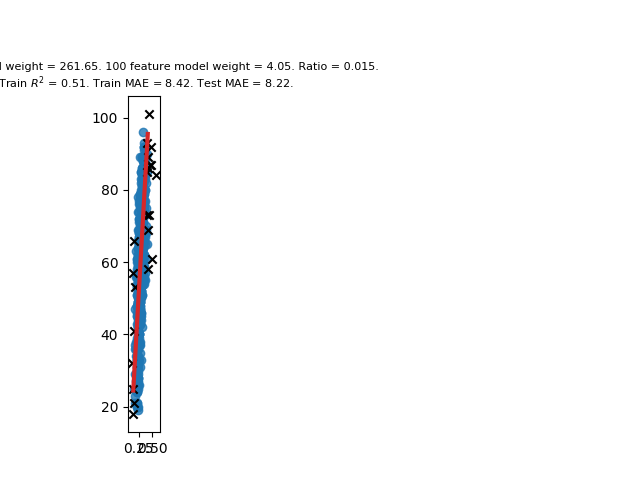 l weight = 261.65. 100 feature model weight = 4.05. Ratio = 0.015.
Train R² = 0.51. Train MAE = 8.42. Test MAE = 8.22.
100
80
60
40
20